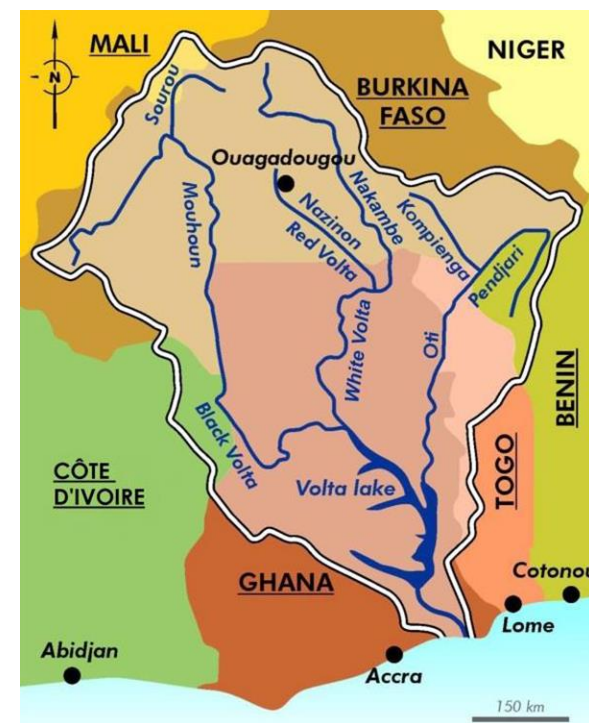 MALI
NIGER
N
Sourou
BURKINA
FASO
Ouagadougou
Mouhoun
Nazinon
Red Volta
Nakambe
Kompienga
Pendjari
White Volta
Oti
BENIN
Black Volta
CÔTE
D'IVOIRE
Volta lake
TOGO
GHANA
Cotonou
Lome
Abidjan
Accra
150 km